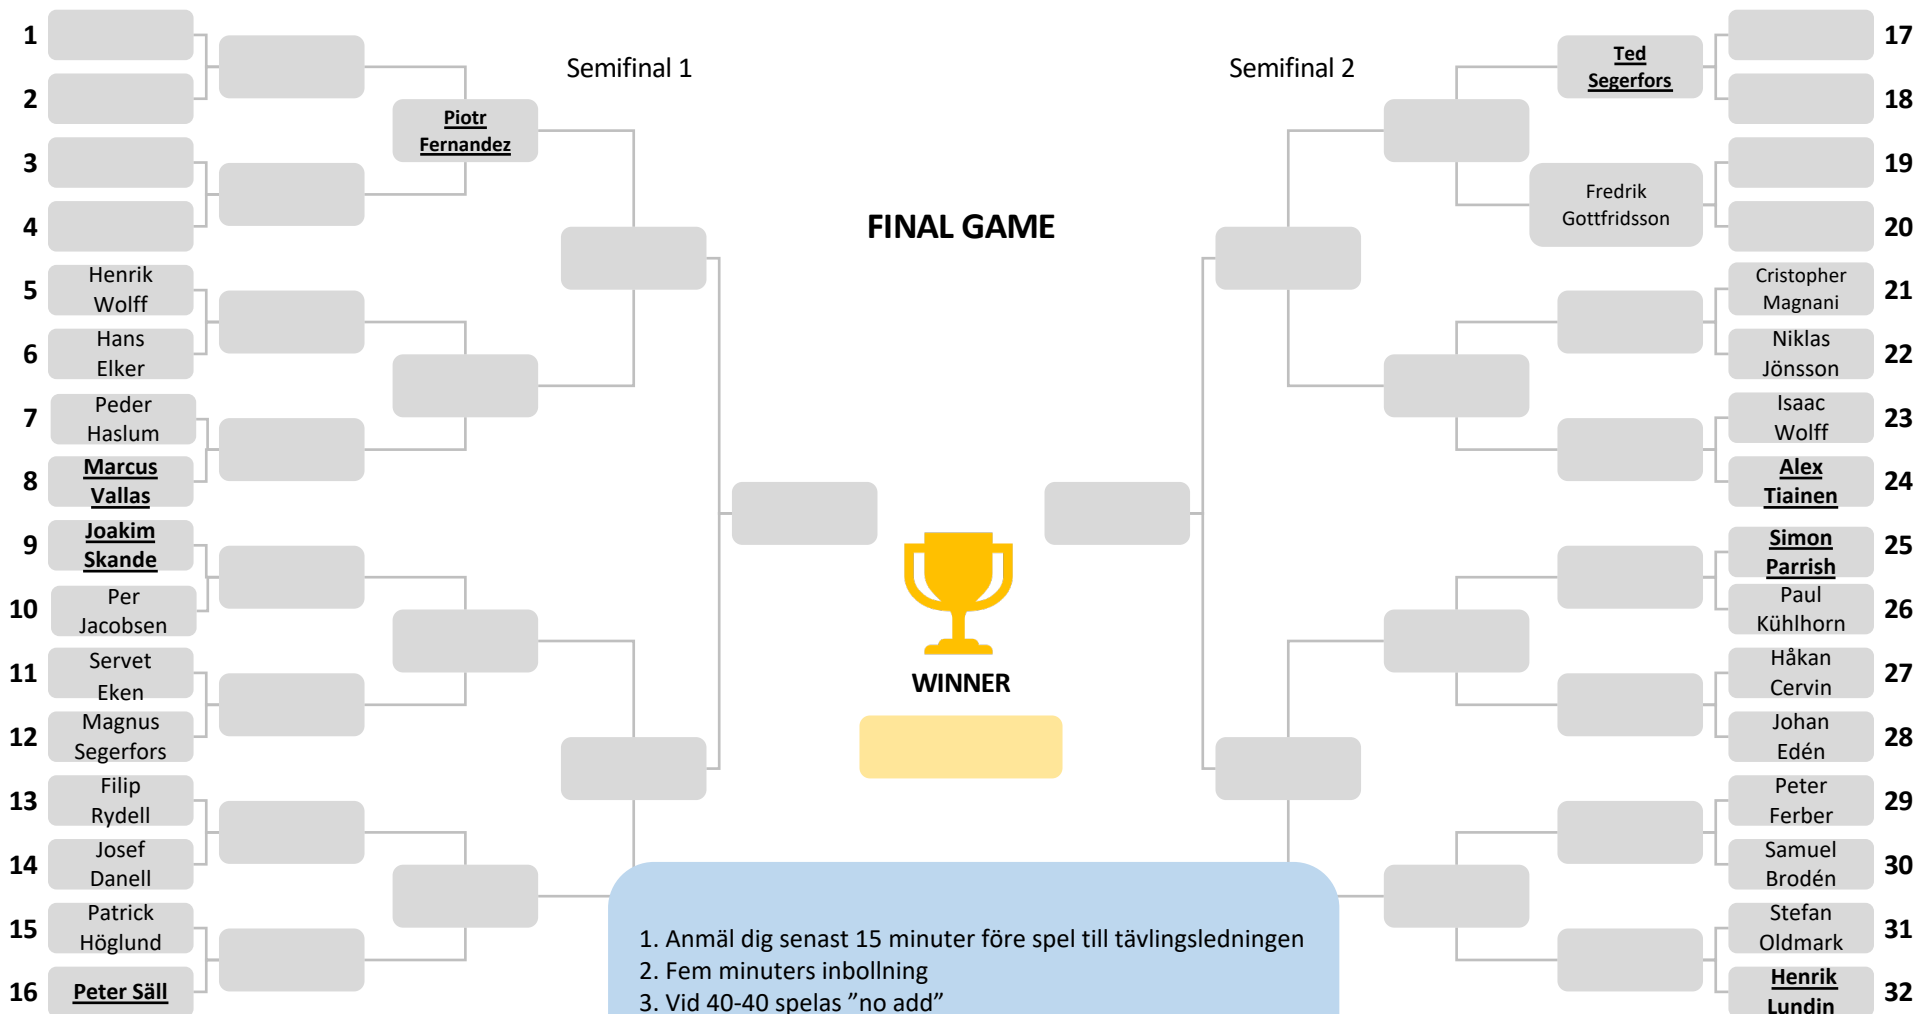 1
2
3
4
5
Henrik
Wolff
6
Hans
Elker
7
Peder
Haslum
8
Marcus
Vallas
9
Joakim
Skande
10
Per
Jacobsen
11
Servet
Eken
12
Magnus
Segerfors
13
Filip
Rydell
14
Josef
Danell
15
Patrick
Höglund
16
Peter Säll
Piotr
Fernandez
Semifinal 1
FINAL GAME
WINNER
1. Anmäl dig senast 15 minuter före spel till tävlingsledningen
2. Fem minuters inbollning
3. Vid 40-40 spelas ”no add”
Semifinal 2
Ted
Segerfors
Fredrik
Gottfridsson
17
18
19
20
Cristopher
Magnani
21
Niklas
Jönsson
22
Isaac
Wolff
23
Alex
Tiainen
24
Simon
Parrish
25
Paul
Kühlhorn
26
Håkan
Cervin
27
Johan
Edén
28
Peter
Ferber
29
Samuel
Brodén
30
Stefan
Oldmark
31
Henrik
Lundin
32